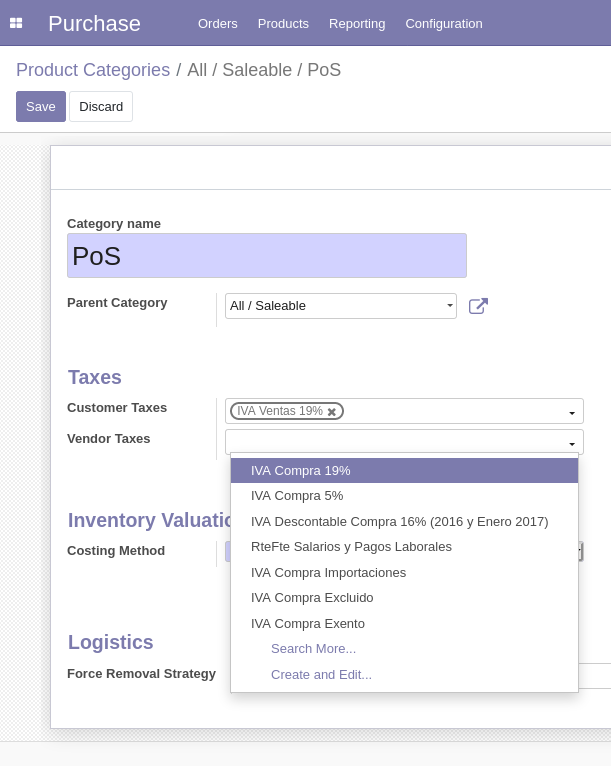 Purchase Orders Products Reporting Configuration
Product Categories / All / Saleable / PoS
Save Discard
Category name
PoS
Parent Category All / Saleable
Taxes
Customer Taxes IVA Ventas 19%
Vendor Taxes
IVA Compra 19%
IVA Compra 5%
IVA Descontable Compra 16% (2016 y Enero 2017)
Inventory Valuatio
RteFte Salarios y Pagos Laborales
Costing Method
IVA Compra Importaciones
IVA Compra Excluido
IVA Compra Exento
Logistics
Search More...
Force Removal Strategy
Create and Edit...